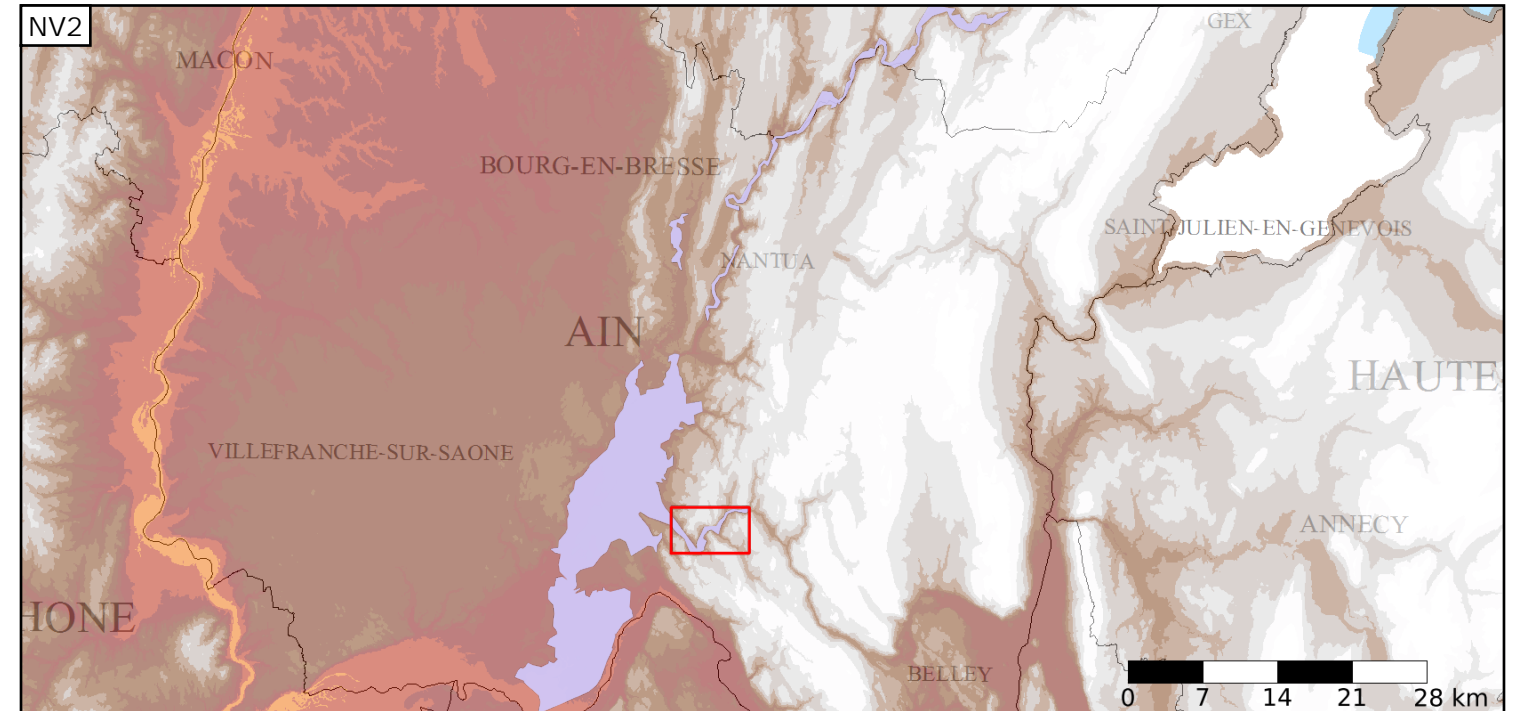 NV2
GEX
MACON
BOURG-EN-BRESSE
SAINT-JULIEN-EN-GENEVOIS
NANTUA
AIN
HAUTE
VILLEFRANCHE-SUR-SAONE
ANNECY
HONE
BELLEY
0 7 14 21 28 km